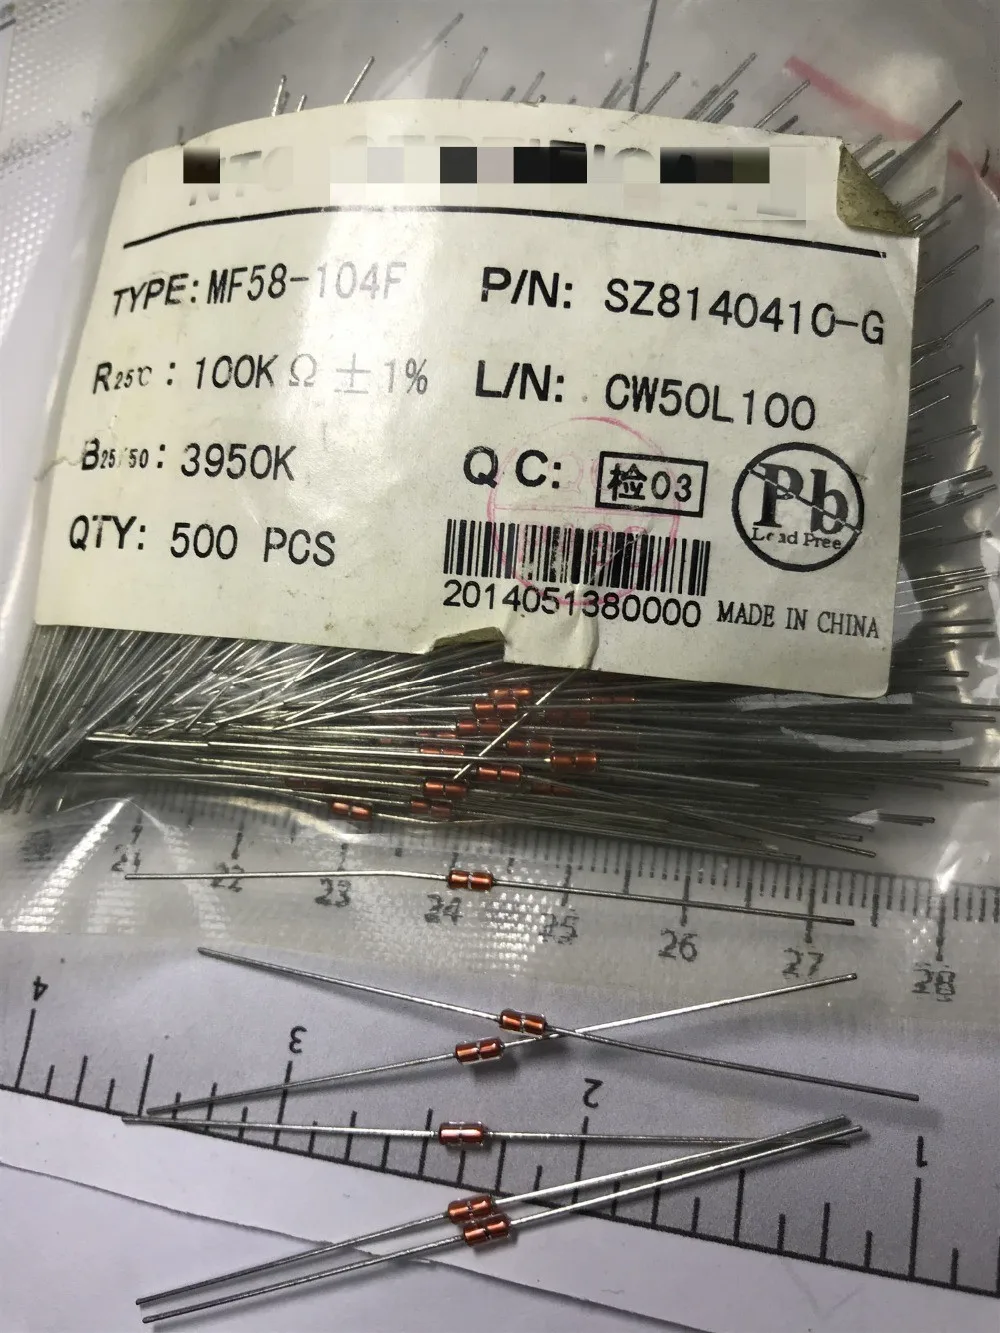 TYPE: MF58-104F
P/N: SZ8140410-G
R25℃ : 100K Ω ± 1%
L/N: CW50L100
B25/50 : 3950K
Q C: 检03
Pb
Lead Free
QTY: 500 PCS
2014051380000
MADE IN CHINA
21 22 23 24 25 26 27 28
4 3 2 1